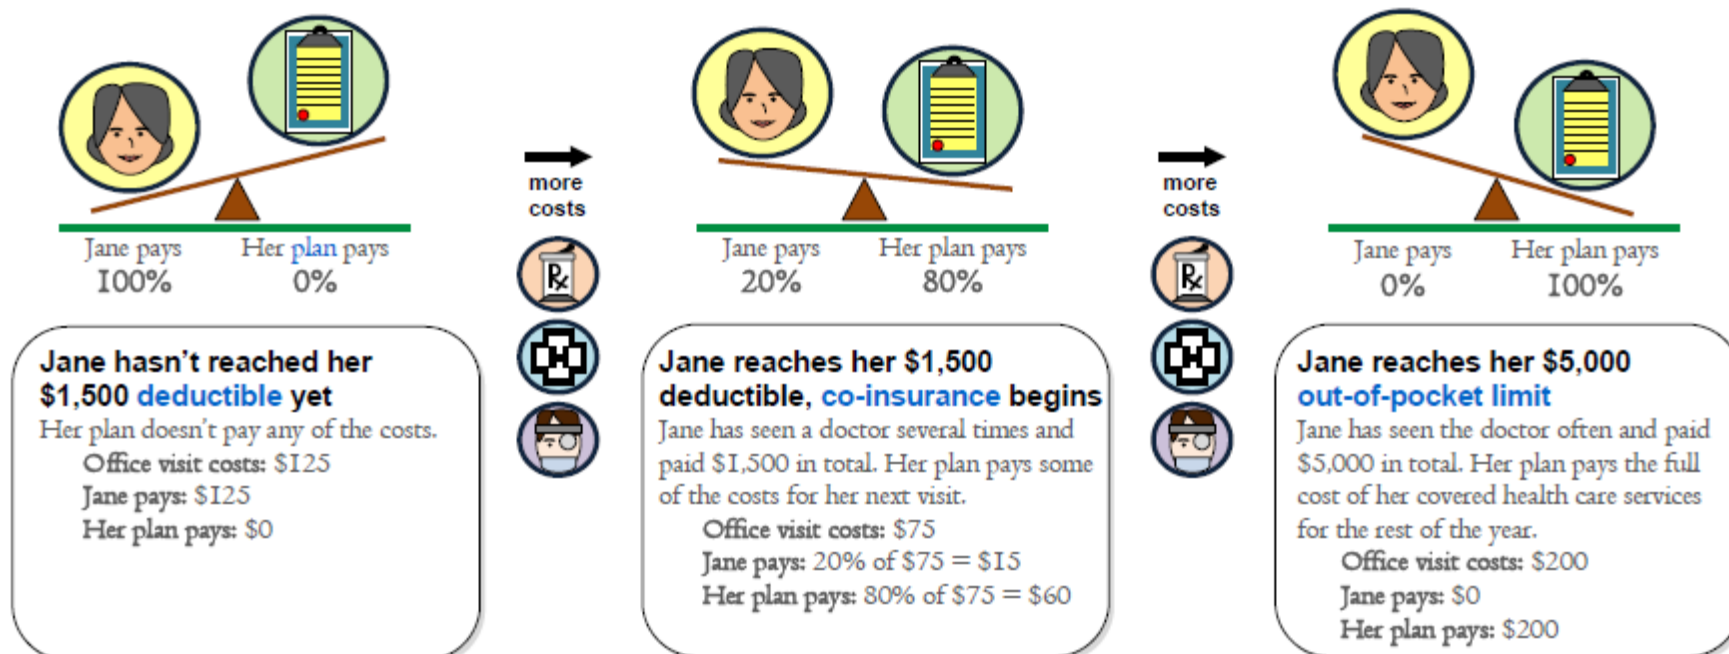 Jane pays
100%
Her plan pays
0%
more
costs
Rx
H
Jane pays
20%
Her plan pays
80%
more
costs
Rx
H
Jane pays
0%
Her plan pays
100%
Jane hasn't reached her
$1,500 deductible yet
Her plan doesn't pay any of the costs.
Office visit costs: $125
Jane pays: $125
Her plan pays: $0
Jane reaches her $1,500
deductible, co-insurance begins
Jane has seen a doctor several times and
paid $1,500 in total. Her plan pays some
of the costs for her next visit.
Office visit costs: $75
Jane pays: 20% of $75 = $15
Her plan pays: 80% of $75 = $60
Jane reaches her $5,000
out-of-pocket limit
Jane has seen the doctor often and paid
$5,000 in total. Her plan pays the full
cost of her covered health care services
for the rest of the year.
Office visit costs: $200
Jane pays: $0
Her plan pays: $200